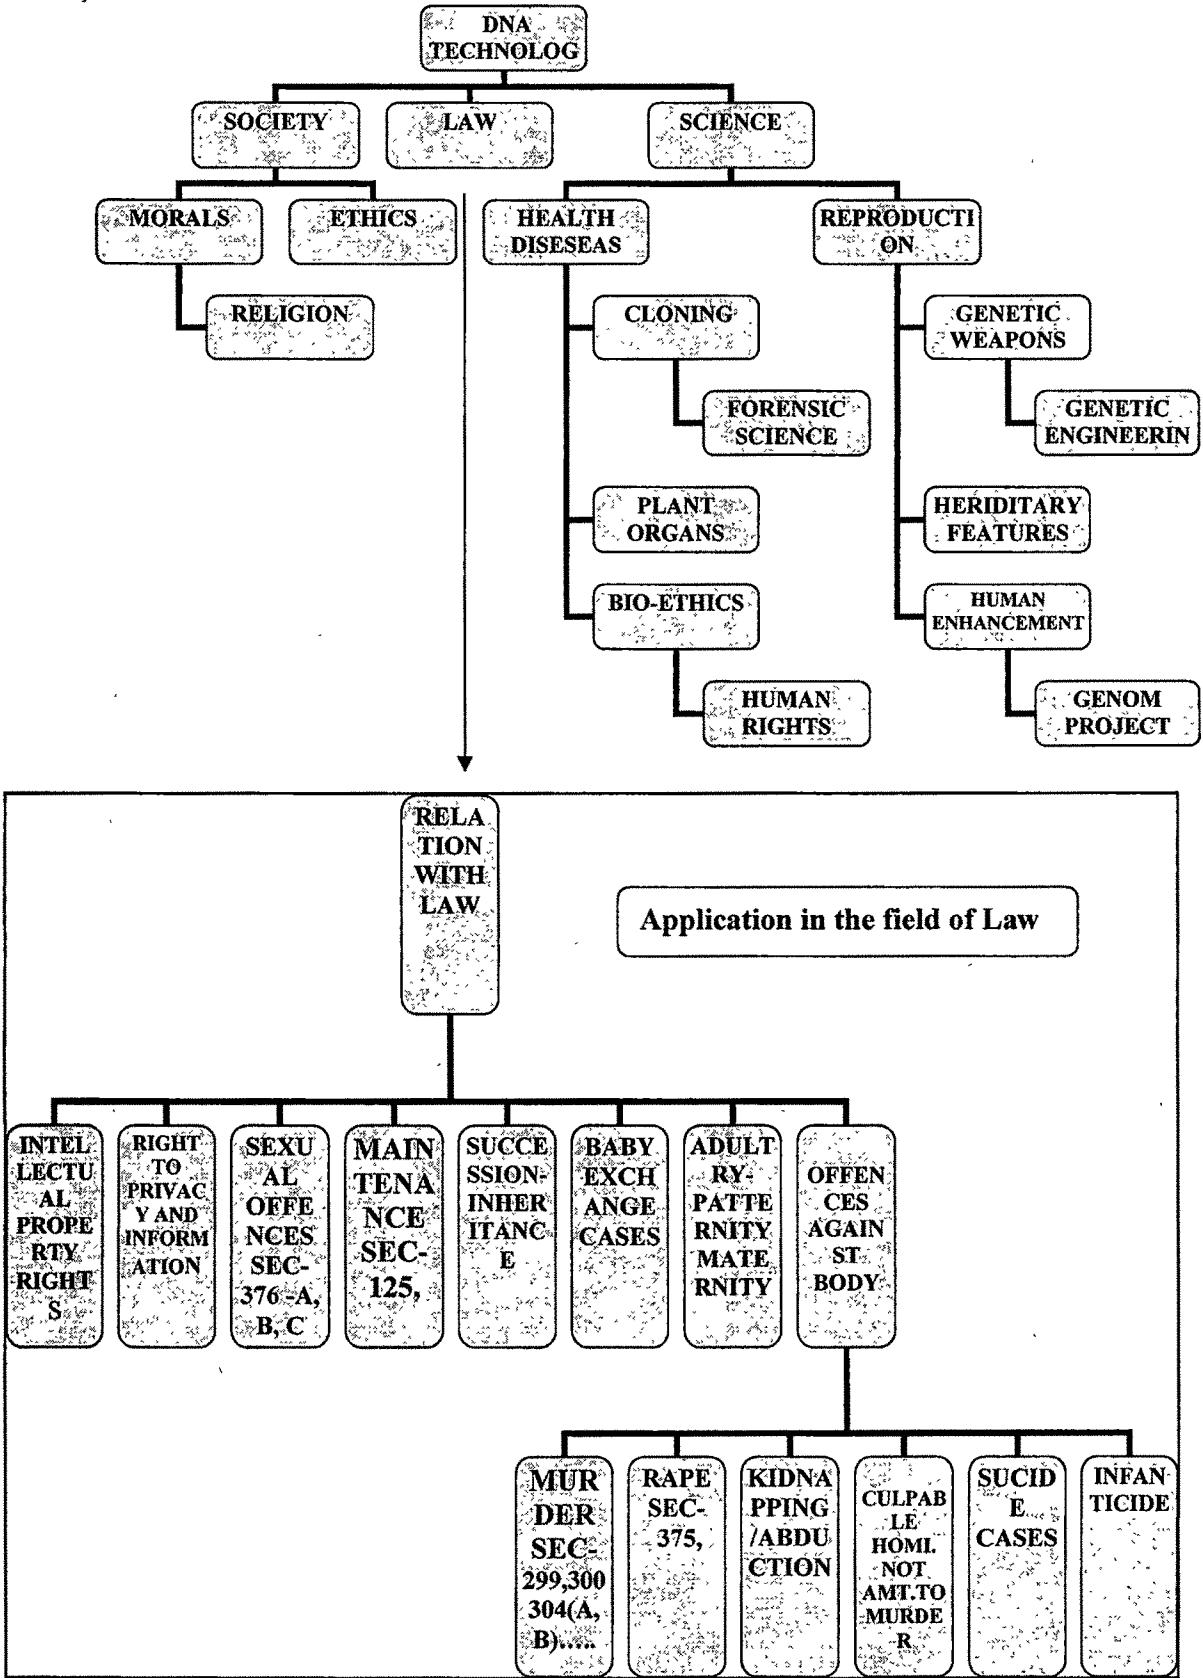 DNA
TECHNOLOG
SOCIETY
LAW
SCIENCE
MORALS
ETHICS
HEALTH
DISESEAS
REPRODUCTI
ON
RELIGION
CLONING
GENETIC
WEAPONS
FORENSIC
SCIENCE
GENETIC
ENGINEERIN
PLANT
ORGANS
HERIDITARY
FEATURES
BIO-ETHICS
HUMAN
ENHANCEMENT
HUMAN
RIGHTS
GENOM
PROJECT
RELA
TION
WITH
LAW
Application in the field of Law
INTEL
LECTU
AL
PROPE
RTY
RIGHT
S
RIGHT
TO
PRIVAC
Y AND
INFORM
ATION
SEXU
AL
OFFE
NCES
SEC-
376 -A,
B, C
MAIN
TENA
NCE
SEC-
125,
SUCCE
SSION-
INHER
ITANC
E
BABY
EXCH
ANGE
CASES
ADULT
RY-
PATTE
RNITY
MATE
RNITY
OFFEN
CES
AGAIN
ST
BODY
MUR
DER
SEC-
299,300
304(A,
B).....
RAPE
SEC-
375,
KIDNA
PPING
/ABDU
CTION
CULPAB
LE
HOMI.
NOT
AMT.TO
MURDE
R
SUCID
E
CASES
INFAN
TICIDE